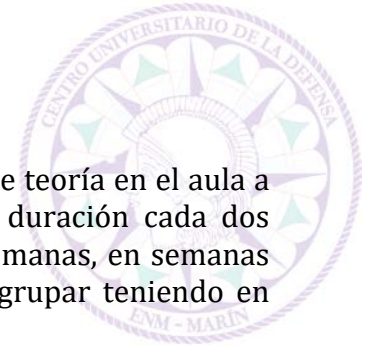 CENTRO UNIVERSITARIO DE LA DEFENSA
e teoría en el aula a
duración cada dos
manas, en semanas
grupar teniendo en
ENM - MARÍN